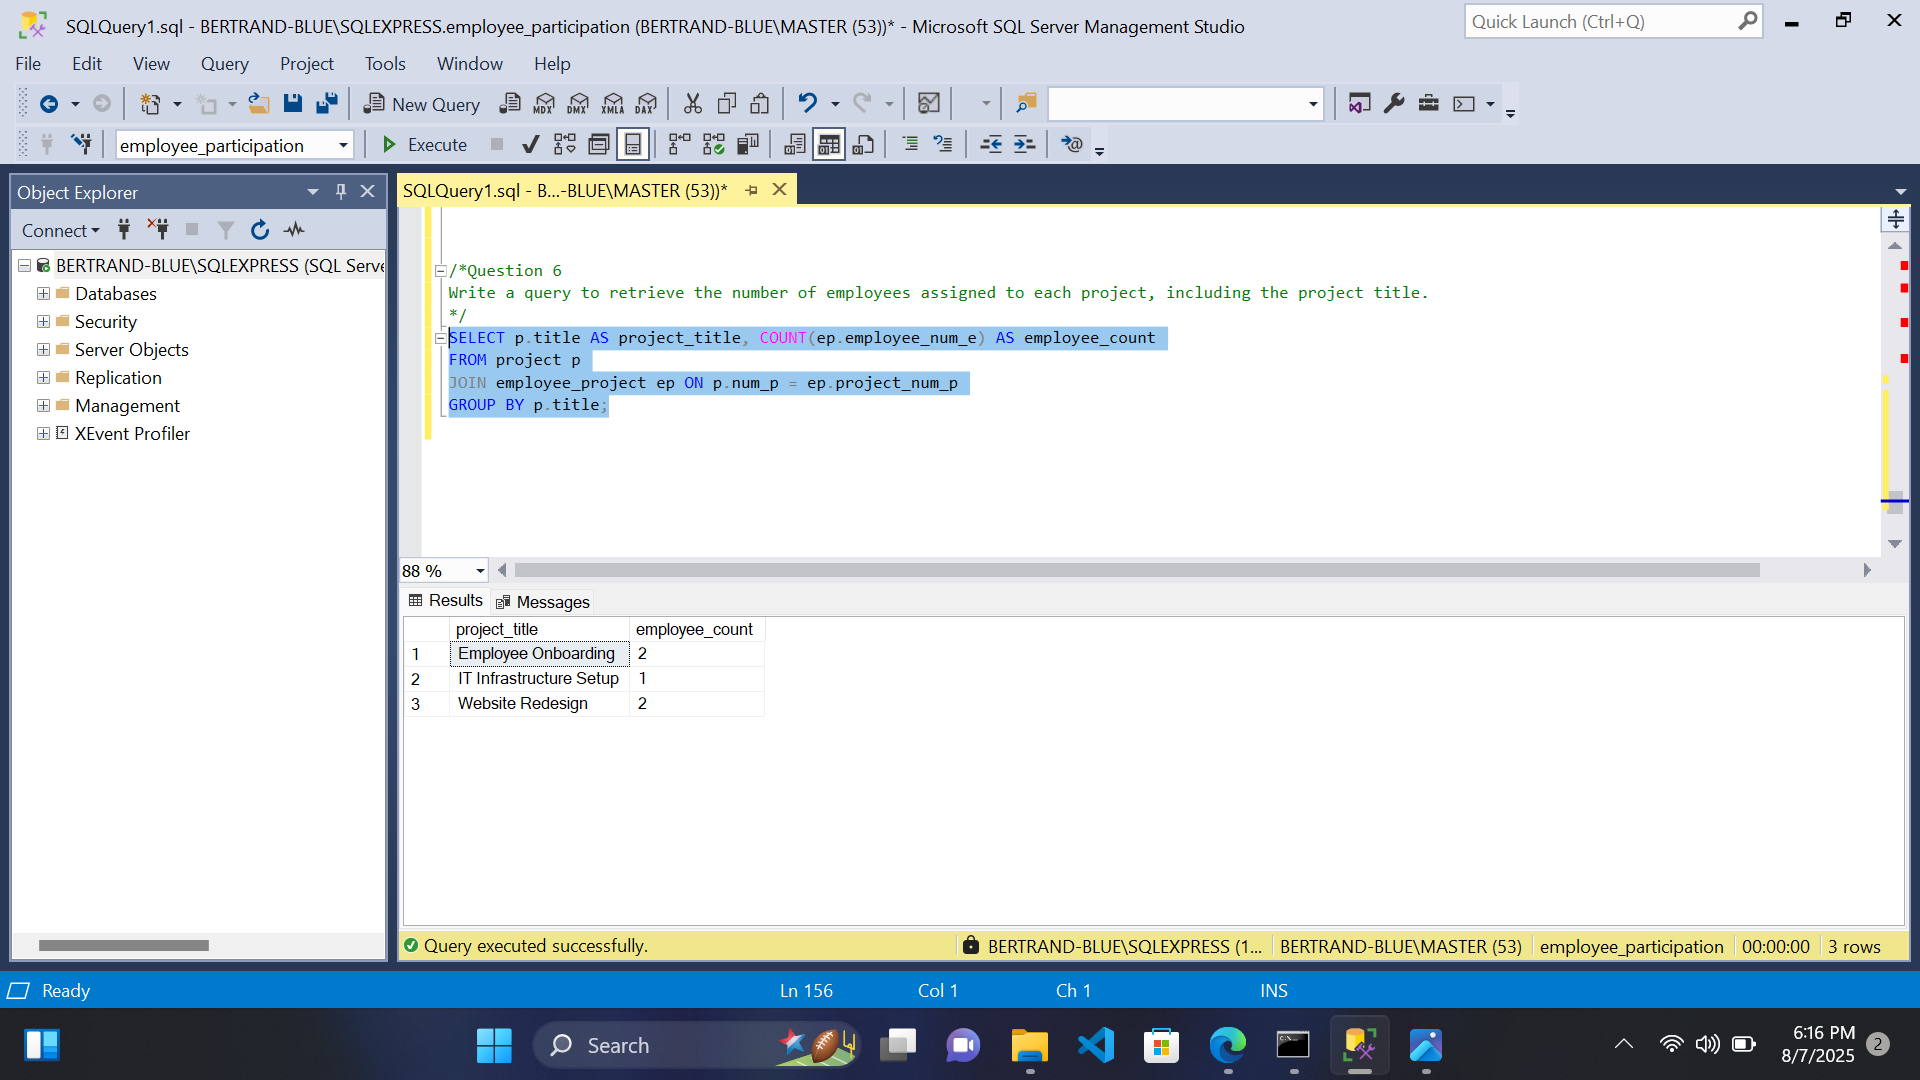 SQLQuery1.sql - BERTRAND-BLUE\SQLEXPRESS.employee_participation (BERTRAND-BLUE\MASTER (53))* - Microsoft SQL Server Management Studio
Quick Launch (Ctrl+Q)
File Edit View Query Project Tools Window Help
New Query MDX DMX XMLA DAX
employee_participation Execute
Object Explorer
SQLQuery1.sql - B...-BLUE\MASTER (53))*
Connect
BERTRAND-BLUE\SQLEXPRESS (SQL Serve
Databases
Security
Server Objects
Replication
Management
XEvent Profiler
/*Question 6
Write a query to retrieve the number of employees assigned to each project, including the project title.
*/
SELECT p.title AS project_title, COUNT(ep.employee_num_e) AS employee_count
FROM project p
JOIN employee_project ep ON p.num_p = ep.project_num_p
GROUP BY p.title;
88 %
Results Messages
project_title employee_count
1 Employee Onboarding 2
2 IT Infrastructure Setup 1
3 Website Redesign 2
Query executed successfully. BERTRAND-BLUE\SQLEXPRESS (1... BERTRAND-BLUE\MASTER (53) employee_participation 00:00:00 3 rows
Ready Ln 156 Col 1 Ch 1 INS
Search
6:16 PM
8/7/2025
2